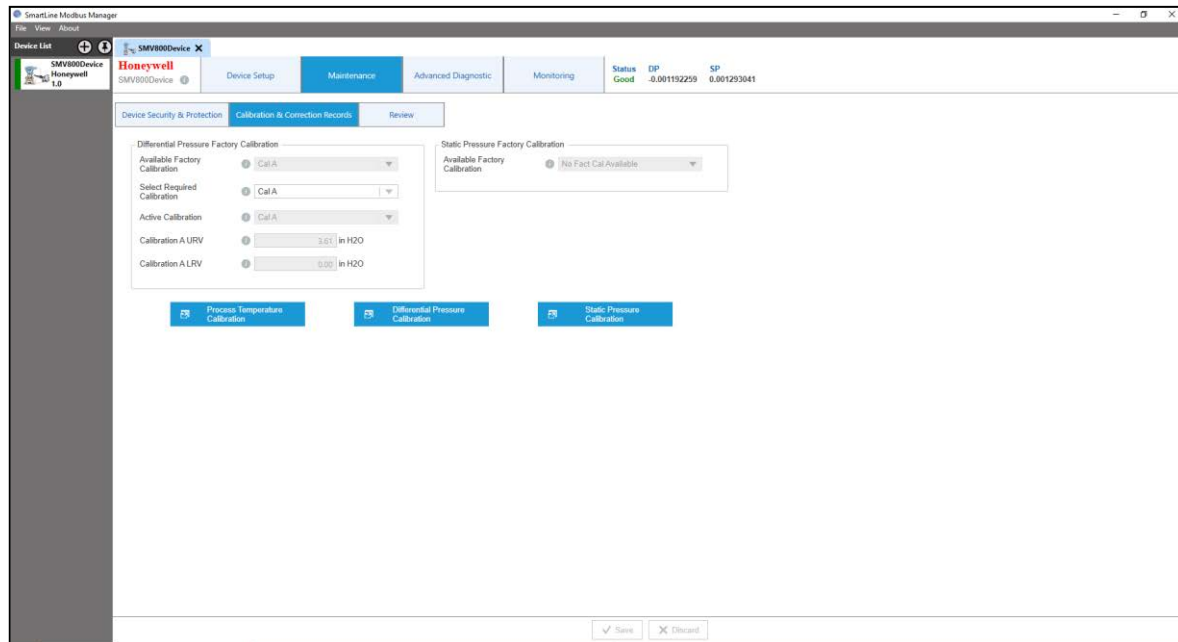 SmartLine Modbus Manager
File View About
Device List
SMV800Device
Honeywell
1.0
SMV800Device
Honeywell
SMV800Device
Device Setup
Maintenance
Advanced Diagnostic
Monitoring
Status DP SP
Good -0.001192259 0.001293041
Device Security & Protection
Calibration & Correction Records
Review
Differential Pressure Factory Calibration
Available Factory
Calibration
Cal A
Select Required
Calibration
Cal A
Active Calibration
Cal A
Calibration A URV
3.61 in H2O
Calibration A LRV
0.00 in H2O
Static Pressure Factory Calibration
Available Factory
Calibration
No Fact Cal Available
Process Temperature
Calibration
Differential Pressure
Calibration
Static Pressure
Calibration
Save
Discard